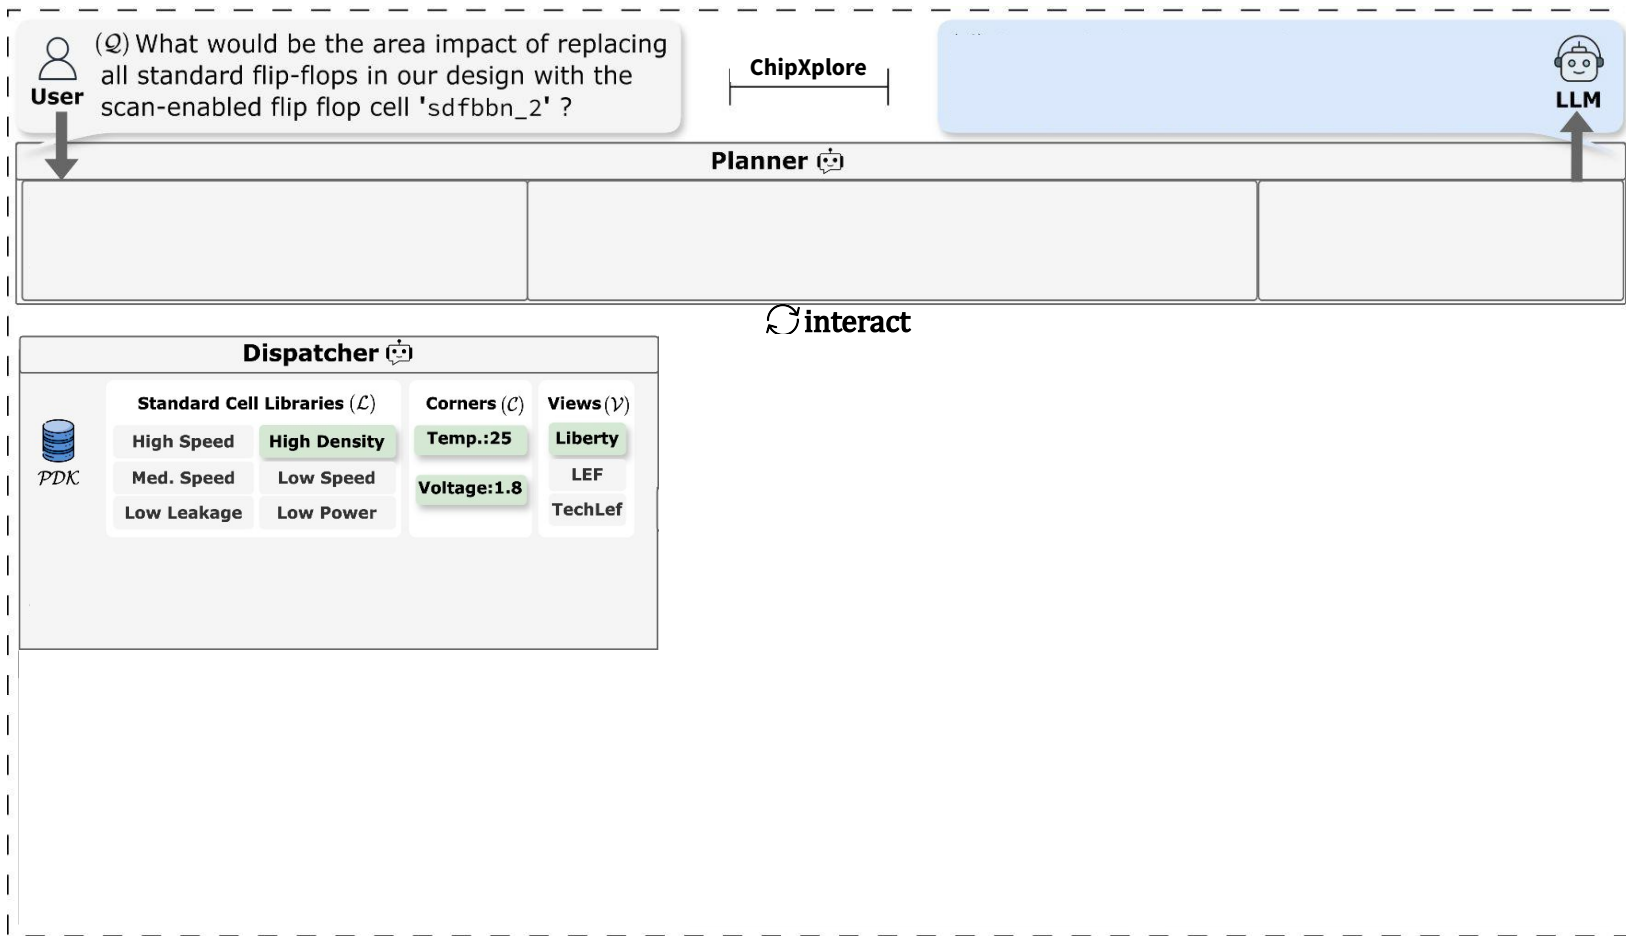 (𝒬) What would be the area impact of replacing
all standard flip-flops in our design with the
scan-enabled flip flop cell 'sdfbbn_2' ?
User
ChipXplore
LLM
Planner
interact
Dispatcher
Standard Cell Libraries (ℒ)
Corners (𝒞)
Views (𝒱)
High Speed
High Density
Temp.:25
Liberty
𝒫𝒟𝒦
Med. Speed
Low Speed
Voltage:1.8
LEF
Low Leakage
Low Power
TechLef